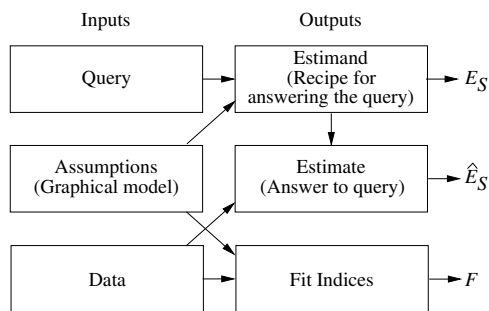 Inputs
Outputs
Query
Estimand
(Recipe for
answering the query)
E_S
Assumptions
(Graphical model)
Estimate
(Answer to query)
Ê_S
Data
Fit Indices
F